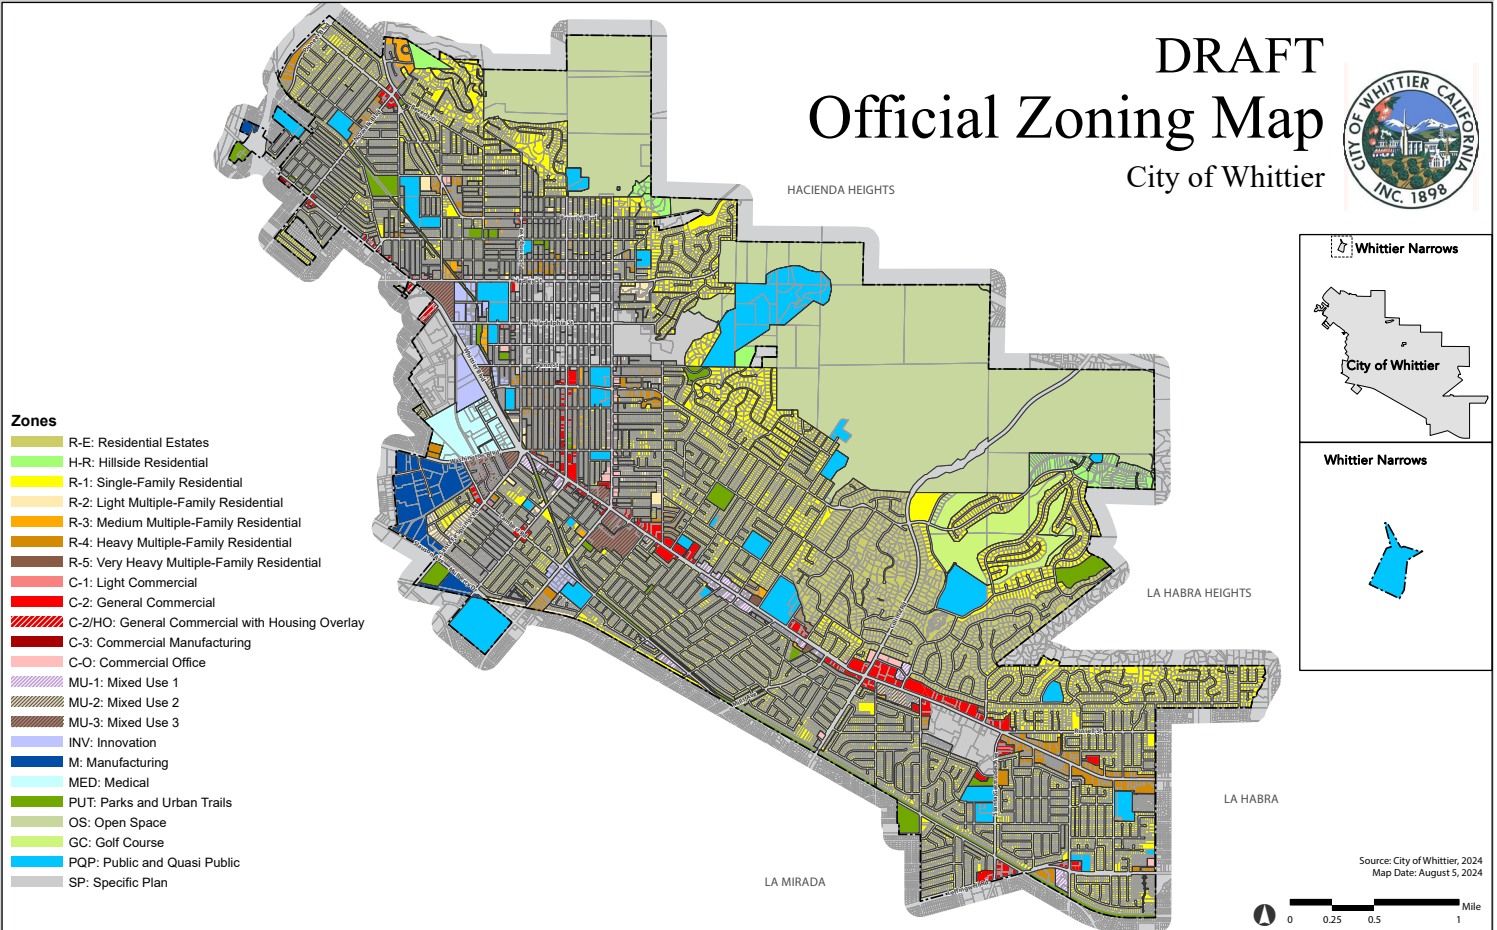 DRAFT
Official Zoning Map
City of Whittier
CITY OF WHITTIER CALIFORNIA
INC. 1898
HACIENDA HEIGHTS
Whittier Narrows
City of Whittier
Whittier Narrows
Philadelphia St
Washington Blvd
Zones
R-E: Residential Estates
H-R: Hillside Residential
R-1: Single-Family Residential
R-2: Light Multiple-Family Residential
R-3: Medium Multiple-Family Residential
R-4: Heavy Multiple-Family Residential
R-5: Very Heavy Multiple-Family Residential
C-1: Light Commercial
C-2: General Commercial
C-2/HO: General Commercial with Housing Overlay
C-3: Commercial Manufacturing
C-O: Commercial Office
MU-1: Mixed Use 1
MU-2: Mixed Use 2
MU-3: Mixed Use 3
INV: Innovation
M: Manufacturing
MED: Medical
PUT: Parks and Urban Trails
OS: Open Space
GC: Golf Course
PQP: Public and Quasi Public
SP: Specific Plan
LA HABRA HEIGHTS
LA HABRA
LA MIRADA
Source: City of Whittier, 2024
Map Date: August 5, 2024
Mile
0 0.25 0.5 1